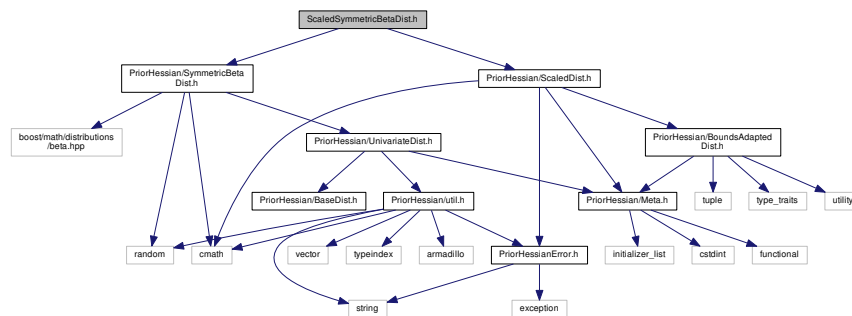 ScaledSymmetricBetaDist.h
PriorHessian/SymmetricBeta
Dist.h
PriorHessian/ScaledDist.h
boost/math/distributions
/beta.hpp
PriorHessian/UnivariateDist.h
PriorHessian/BoundsAdapted
Dist.h
PriorHessian/BaseDist.h
PriorHessian/util.h
PriorHessian/Meta.h
tuple
type_traits
utility
random
cmath
vector
typeindex
armadillo
PriorHessianError.h
initializer_list
cstdint
functional
string
exception